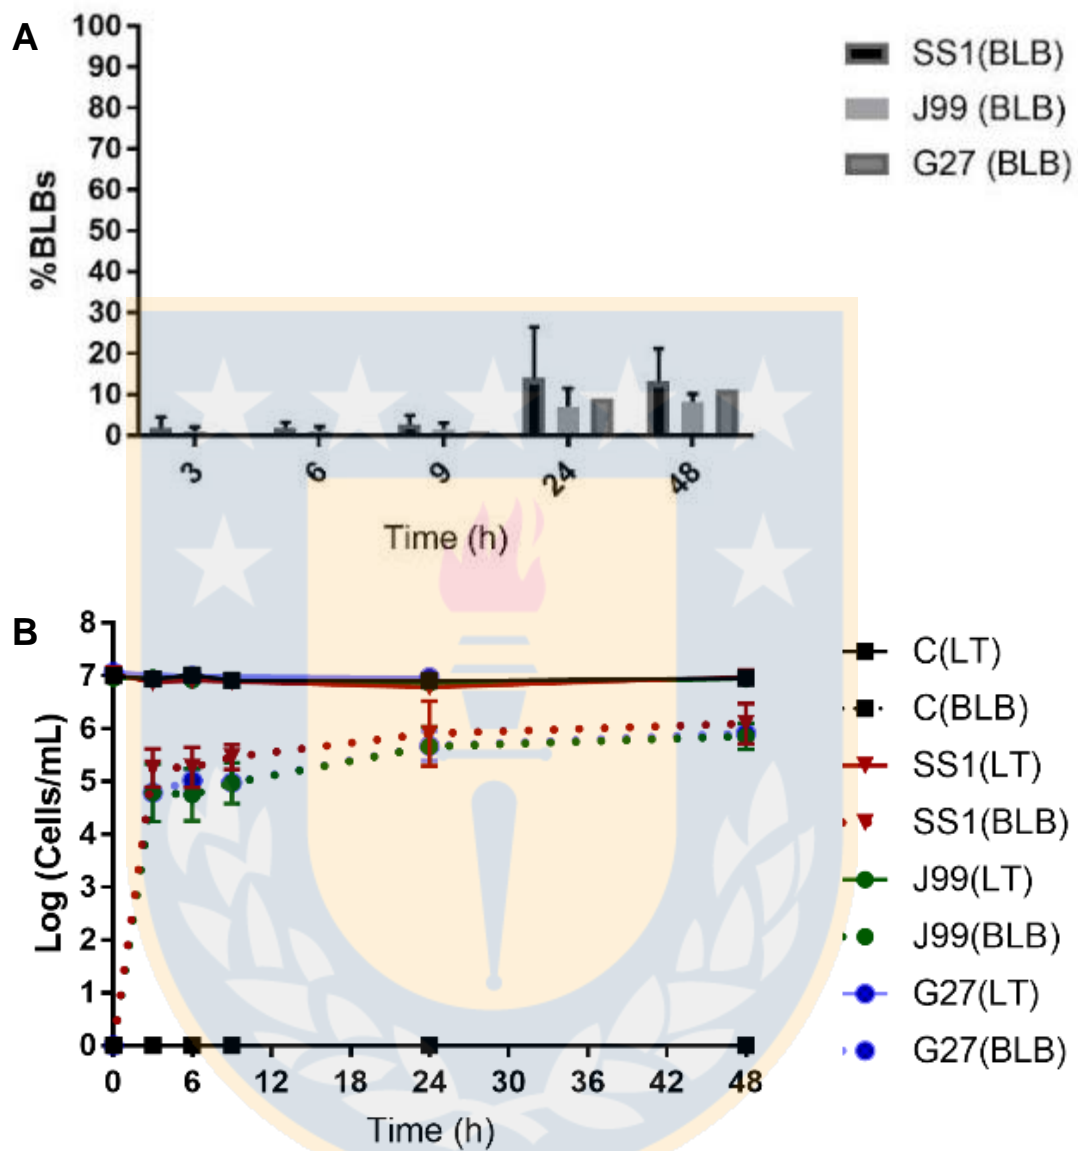 A
100
90
80
70
60
50
40
30
20
10
0
%BLBs
3 6 9 24 48
Time (h)
SS1(BLB)
J99 (BLB)
G27 (BLB)
B
8
7
6
5
4
3
2
1
0
Log (Cells/mL)
0 6 12 18 24 30 36 42 48
Time (h)
C(LT)
C(BLB)
SS1(LT)
SS1(BLB)
J99(LT)
J99(BLB)
G27(LT)
G27(BLB)